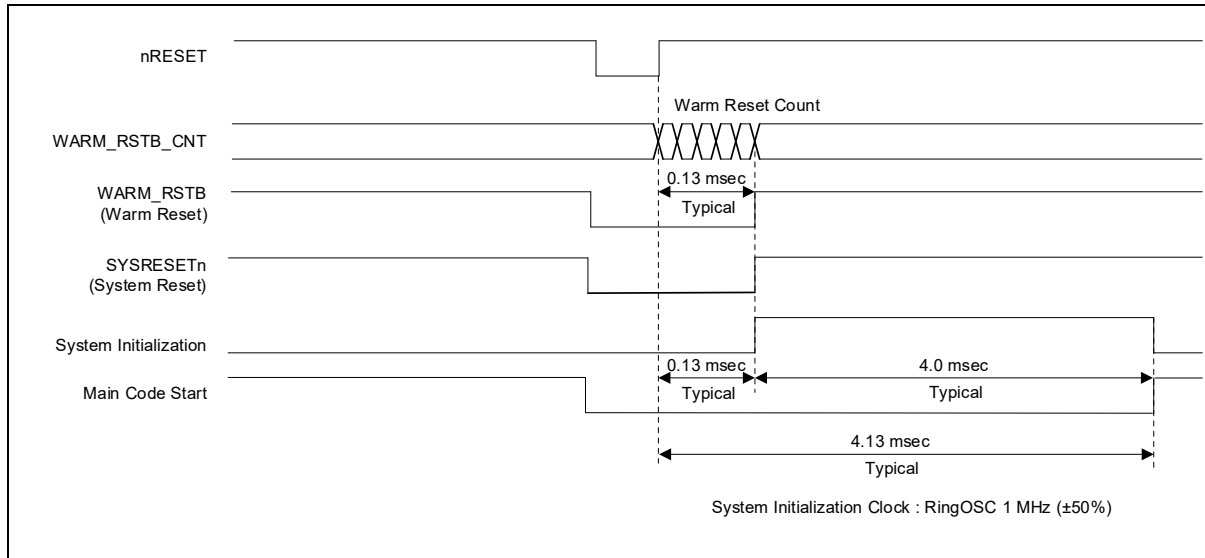 nRESET
Warm Reset Count
WARM_RSTB_CNT
0.13 msec
WARM_RSTB
(Warm Reset)
Typical
SYSRESETn
(System Reset)
System Initialization
0.13 msec
4.0 msec
Main Code Start
Typical
Typical
4.13 msec
Typical
System Initialization Clock : RingOSC 1 MHz (±50%)